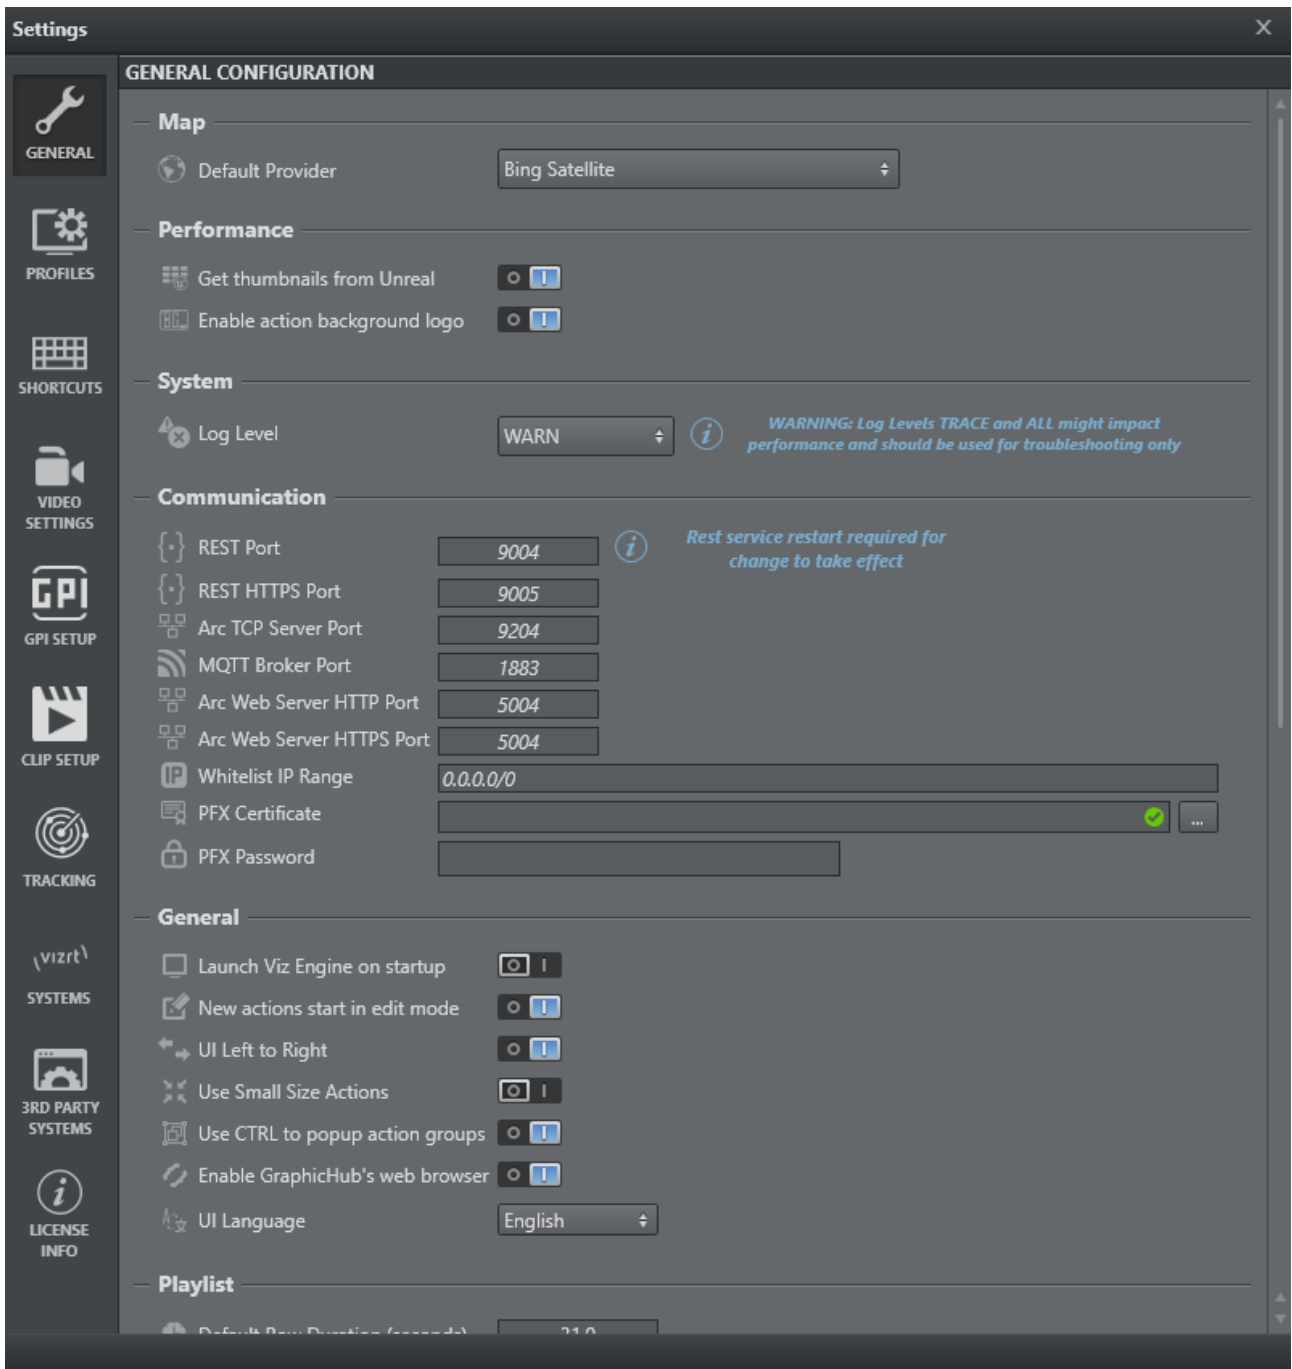 Settings
X
GENERAL CONFIGURATION
GENERAL
PROFILES
SHORTCUTS
VIDEO
SETTINGS
GPI
GPI SETUP
CLIP SETUP
TRACKING
vizrt
SYSTEMS
3RD PARTY
SYSTEMS
i
LICENSE
INFO
Map
Default Provider
Bing Satellite
Performance
Get thumbnails from Unreal
BG
Enable action background logo
System
Log Level
WARN
i
WARNING: Log Levels TRACE and ALL might impact
performance and should be used for troubleshooting only
Communication
REST Port
9004
i
Rest service restart required for
change to take effect
REST HTTPS Port
9005
Arc TCP Server Port
9204
MQTT Broker Port
1883
Arc Web Server HTTP Port
5004
Arc Web Server HTTPS Port
5004
IP
Whitelist IP Range
0.0.0.0/0
PFX Certificate
...
PFX Password
General
Launch Viz Engine on startup
New actions start in edit mode
UI Left to Right
Use Small Size Actions
Use CTRL to popup action groups
Enable GraphicHub's web browser
UI Language
English
Playlist
Default Row Duration (seconds)